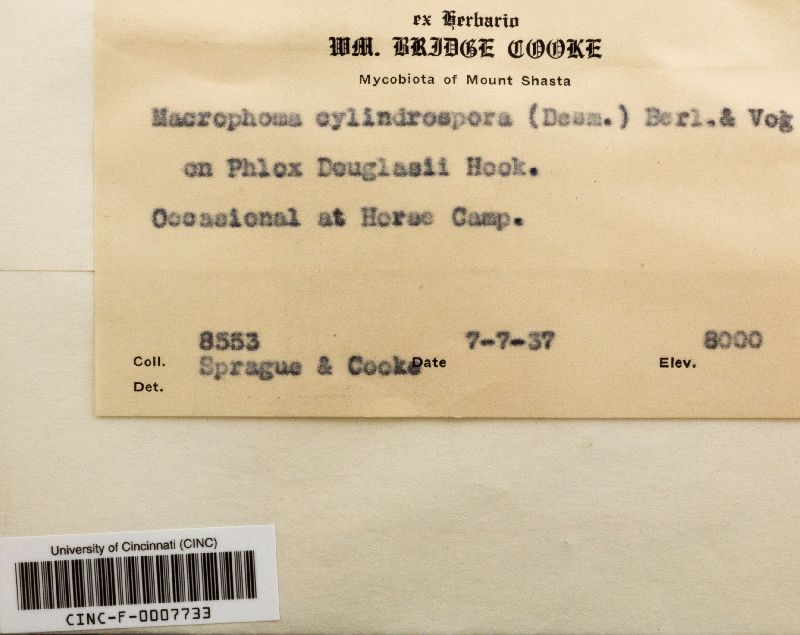 ex Herbario
WM. BRIDGE COOKE
Mycobiota of Mount Shasta
Macrophoma cylindrospora (Desm.) Berl.& Vog
on Phlox Douglasii Hook.
Occasional at Horse Camp.
8553 7-7-37 8000
Coll. Sprague & Cooke Date Elev.
Det.
University of Cincinnati (CINC)
CINC-F-0007733